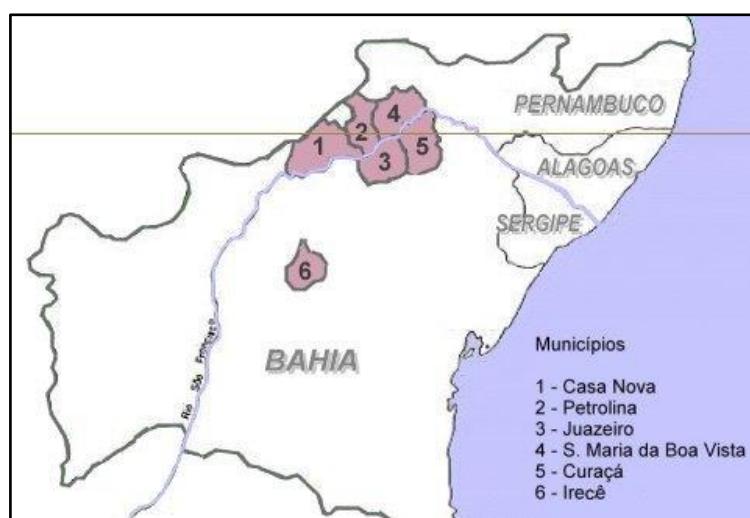 PERNAMBUCO
ALAGOAS
SERGIPE
BAHIA
Rio São Francisco
1
2
3
4
5
6
Municípios
1 - Casa Nova
2 - Petrolina
3 - Juazeiro
4 - S. Maria da Boa Vista
5 - Curaçá
6 - Irecê